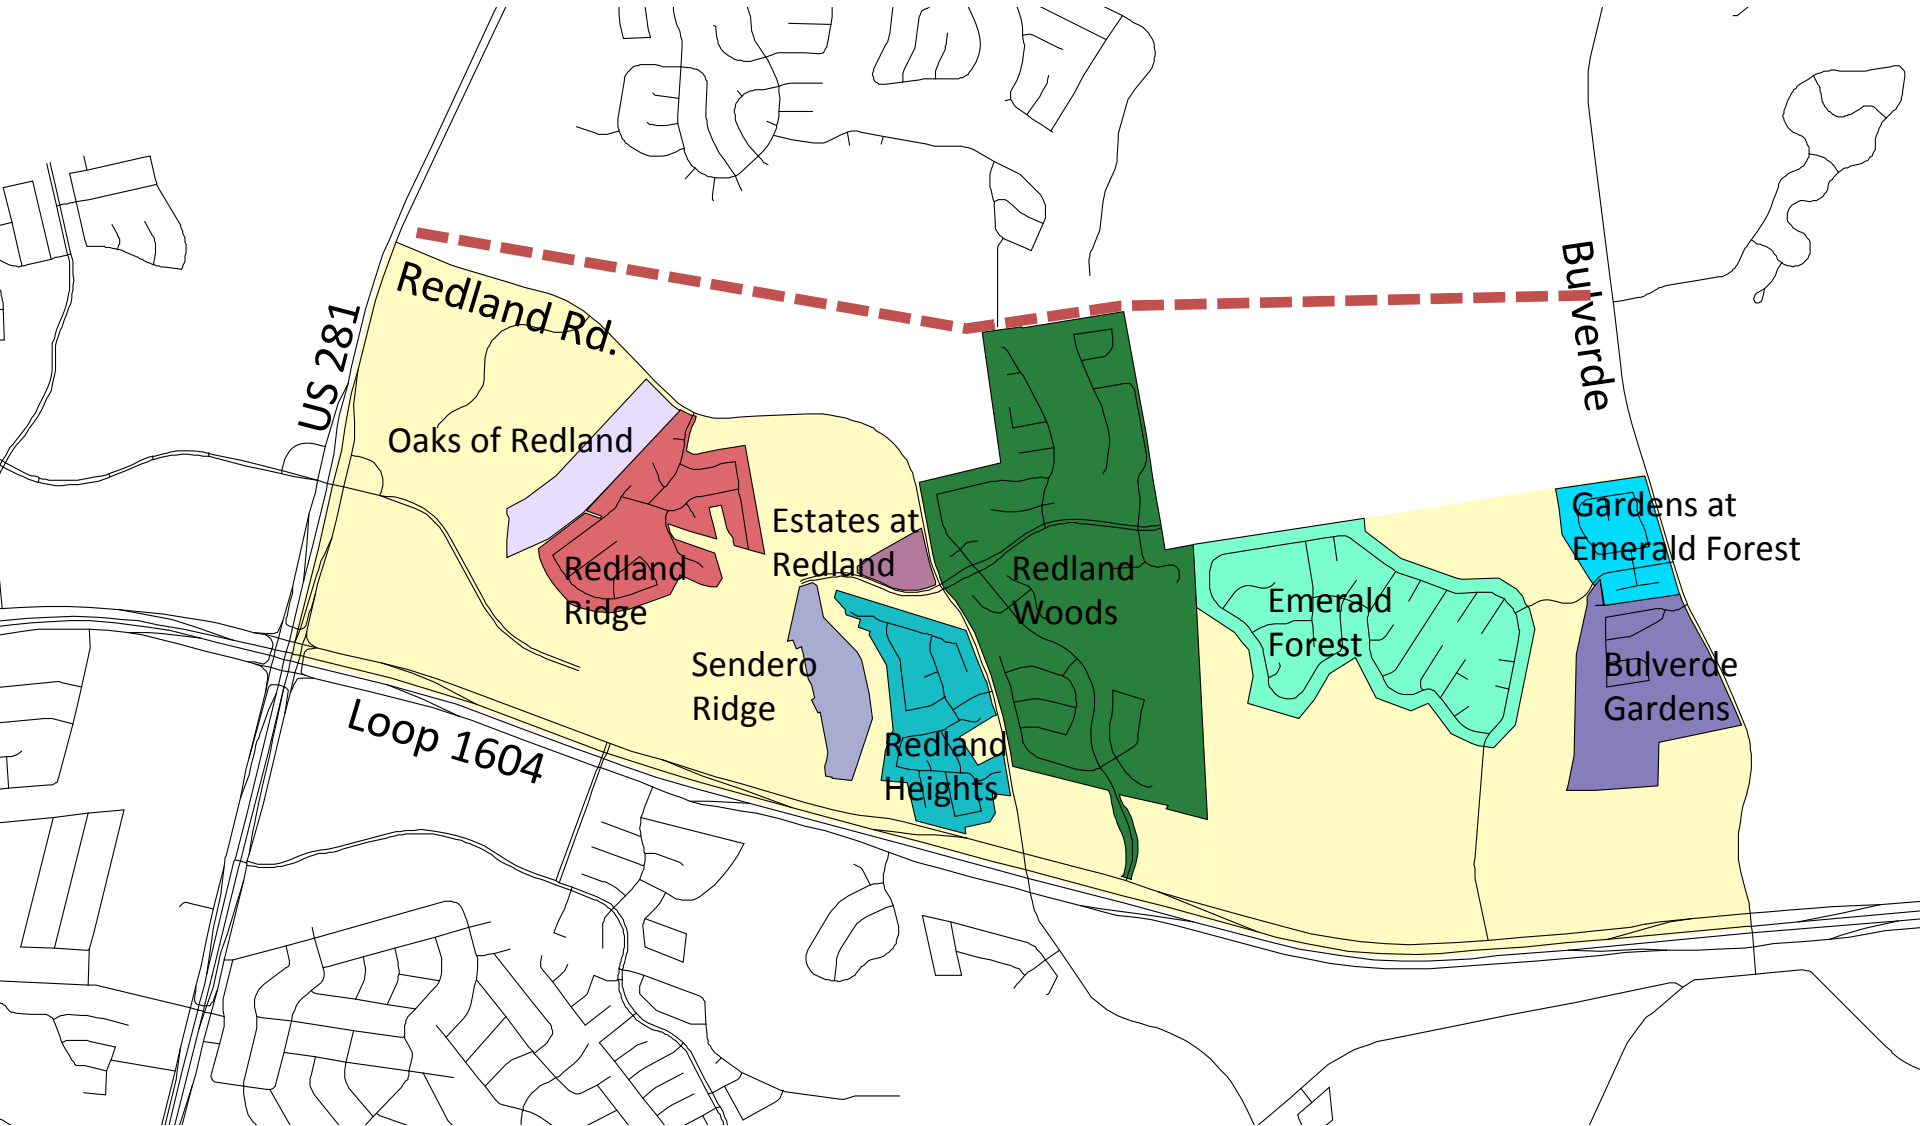 Redland Rd.
US 281
Bulverde
Oaks of Redland
Redland
Ridge
Estates at
Redland
Redland
Woods
Gardens at
Emerald Forest
Emerald
Forest
Sendero
Ridge
Bulverde
Gardens
Redland
Heights
Loop 1604